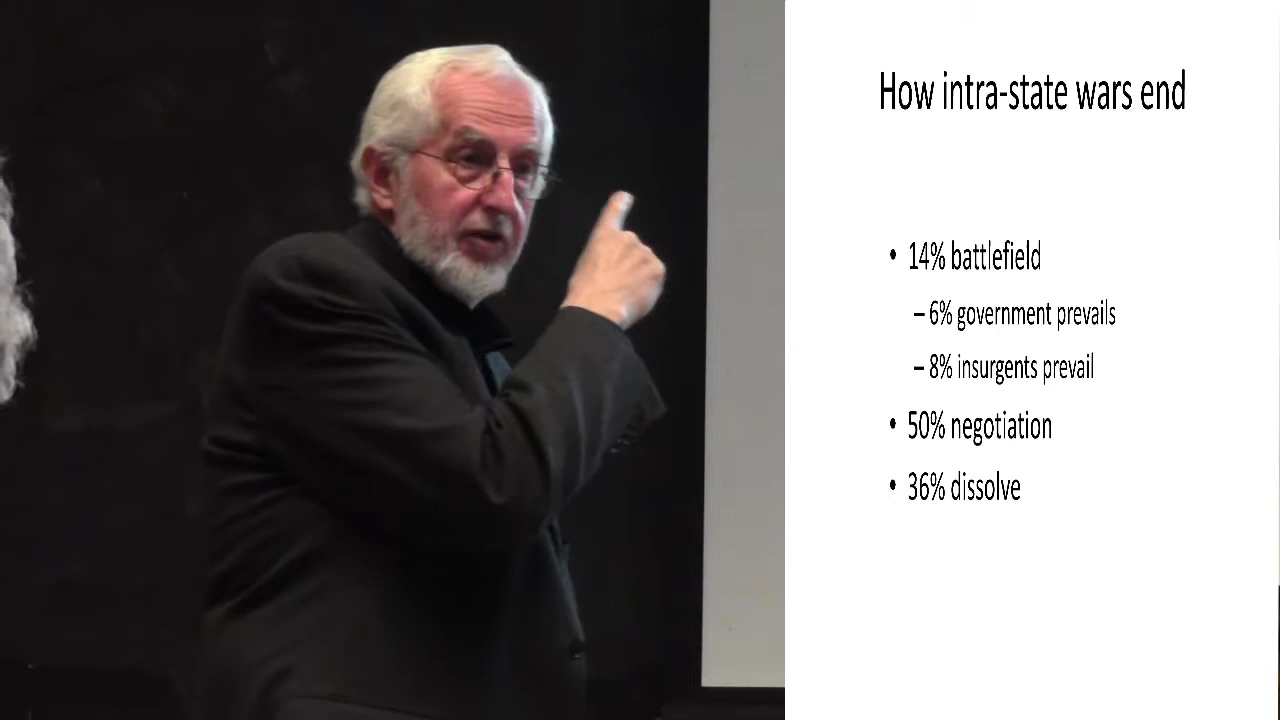 How intra-state wars end
• 14% battlefield
– 6% government prevails
– 8% insurgents prevail
• 50% negotiation
• 36% dissolve